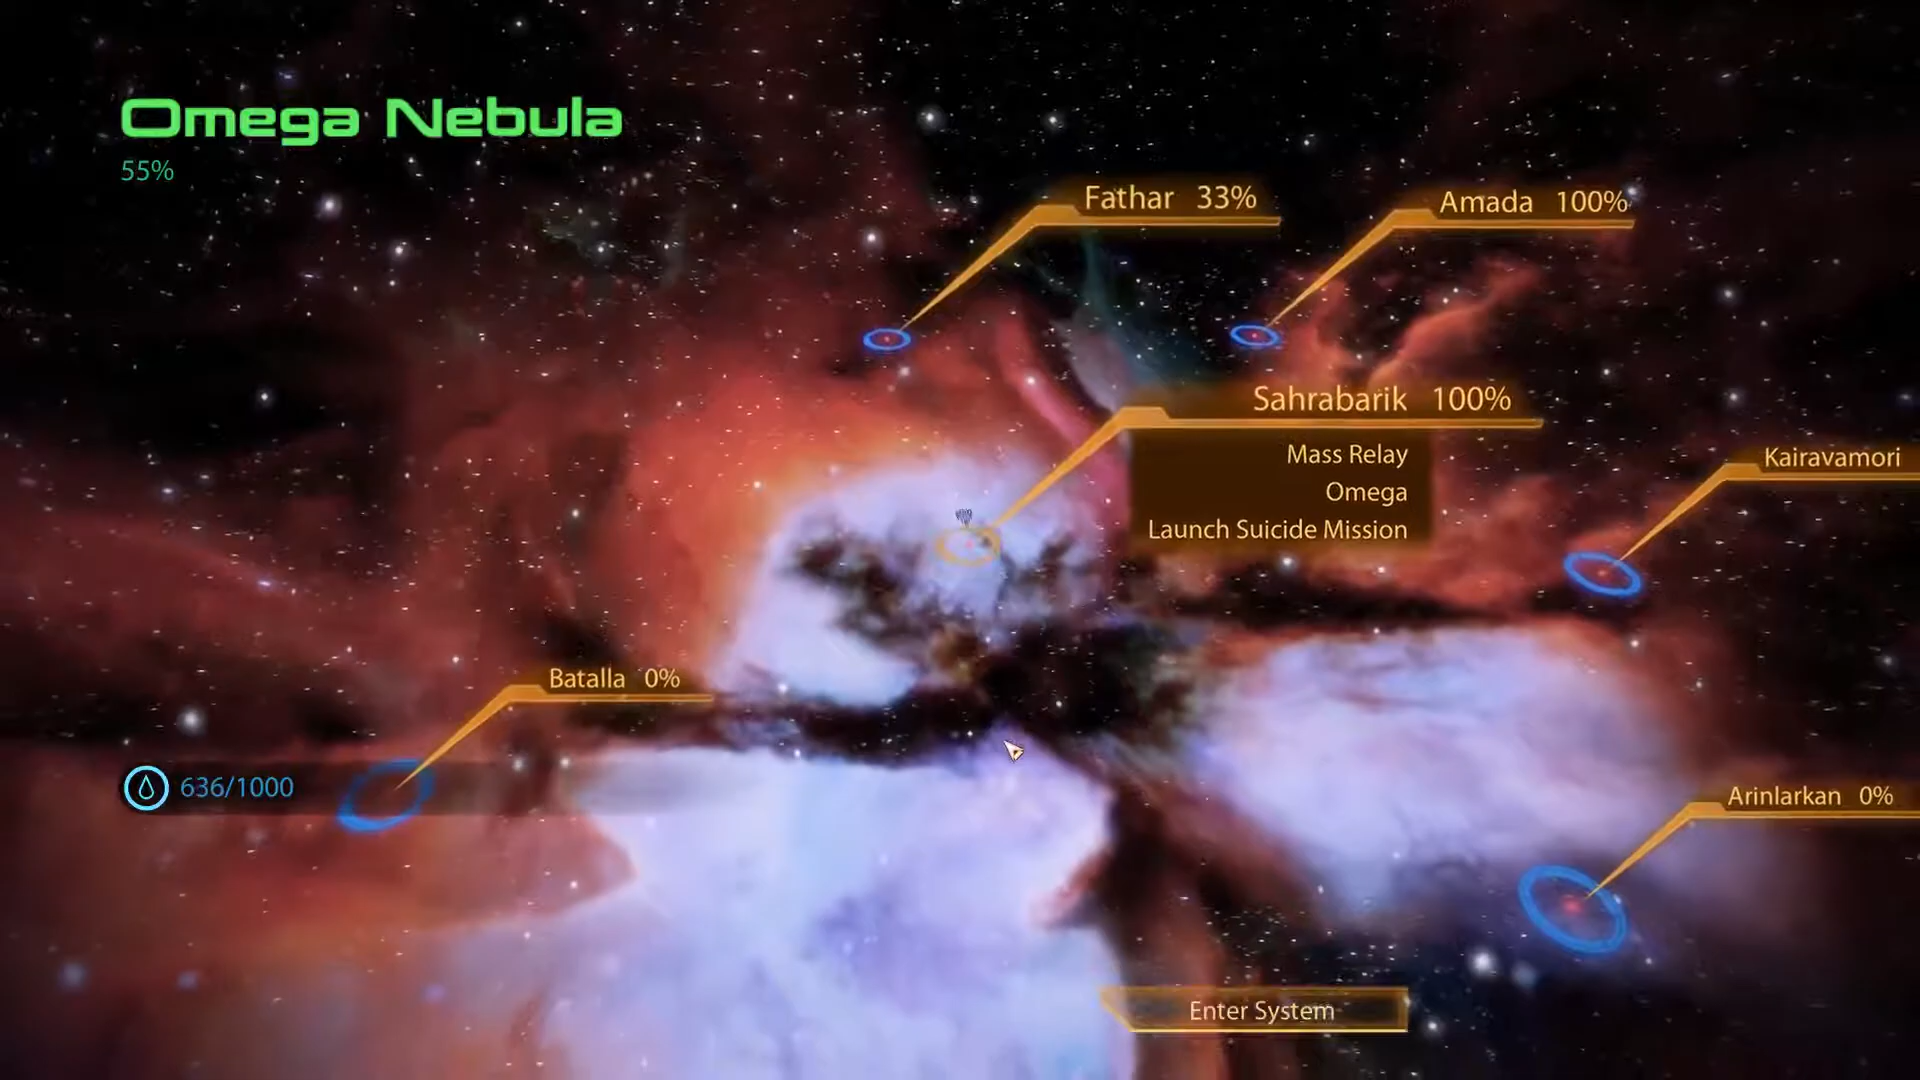 Omega Nebula
55%
Fathar 33%
Amada 100%
Sahrabarik 100%
Mass Relay
Omega
Launch Suicide Mission
Kairavamori
Batalla 0%
636/1000
Arinlarkan 0%
Enter System